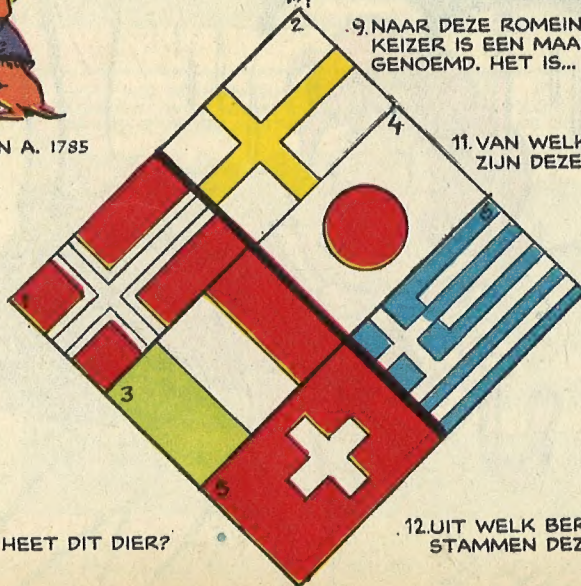 9. NAAR DEZE ROMEIN
KEIZER IS EEN MAA
GENOEMD. HET IS...
N A. 1785
11. VAN WELK
ZIJN DEZE
2
4
6
1
3
5
HEET DIT DIER?
12. UIT WELK BER
STAMMEN DEZ